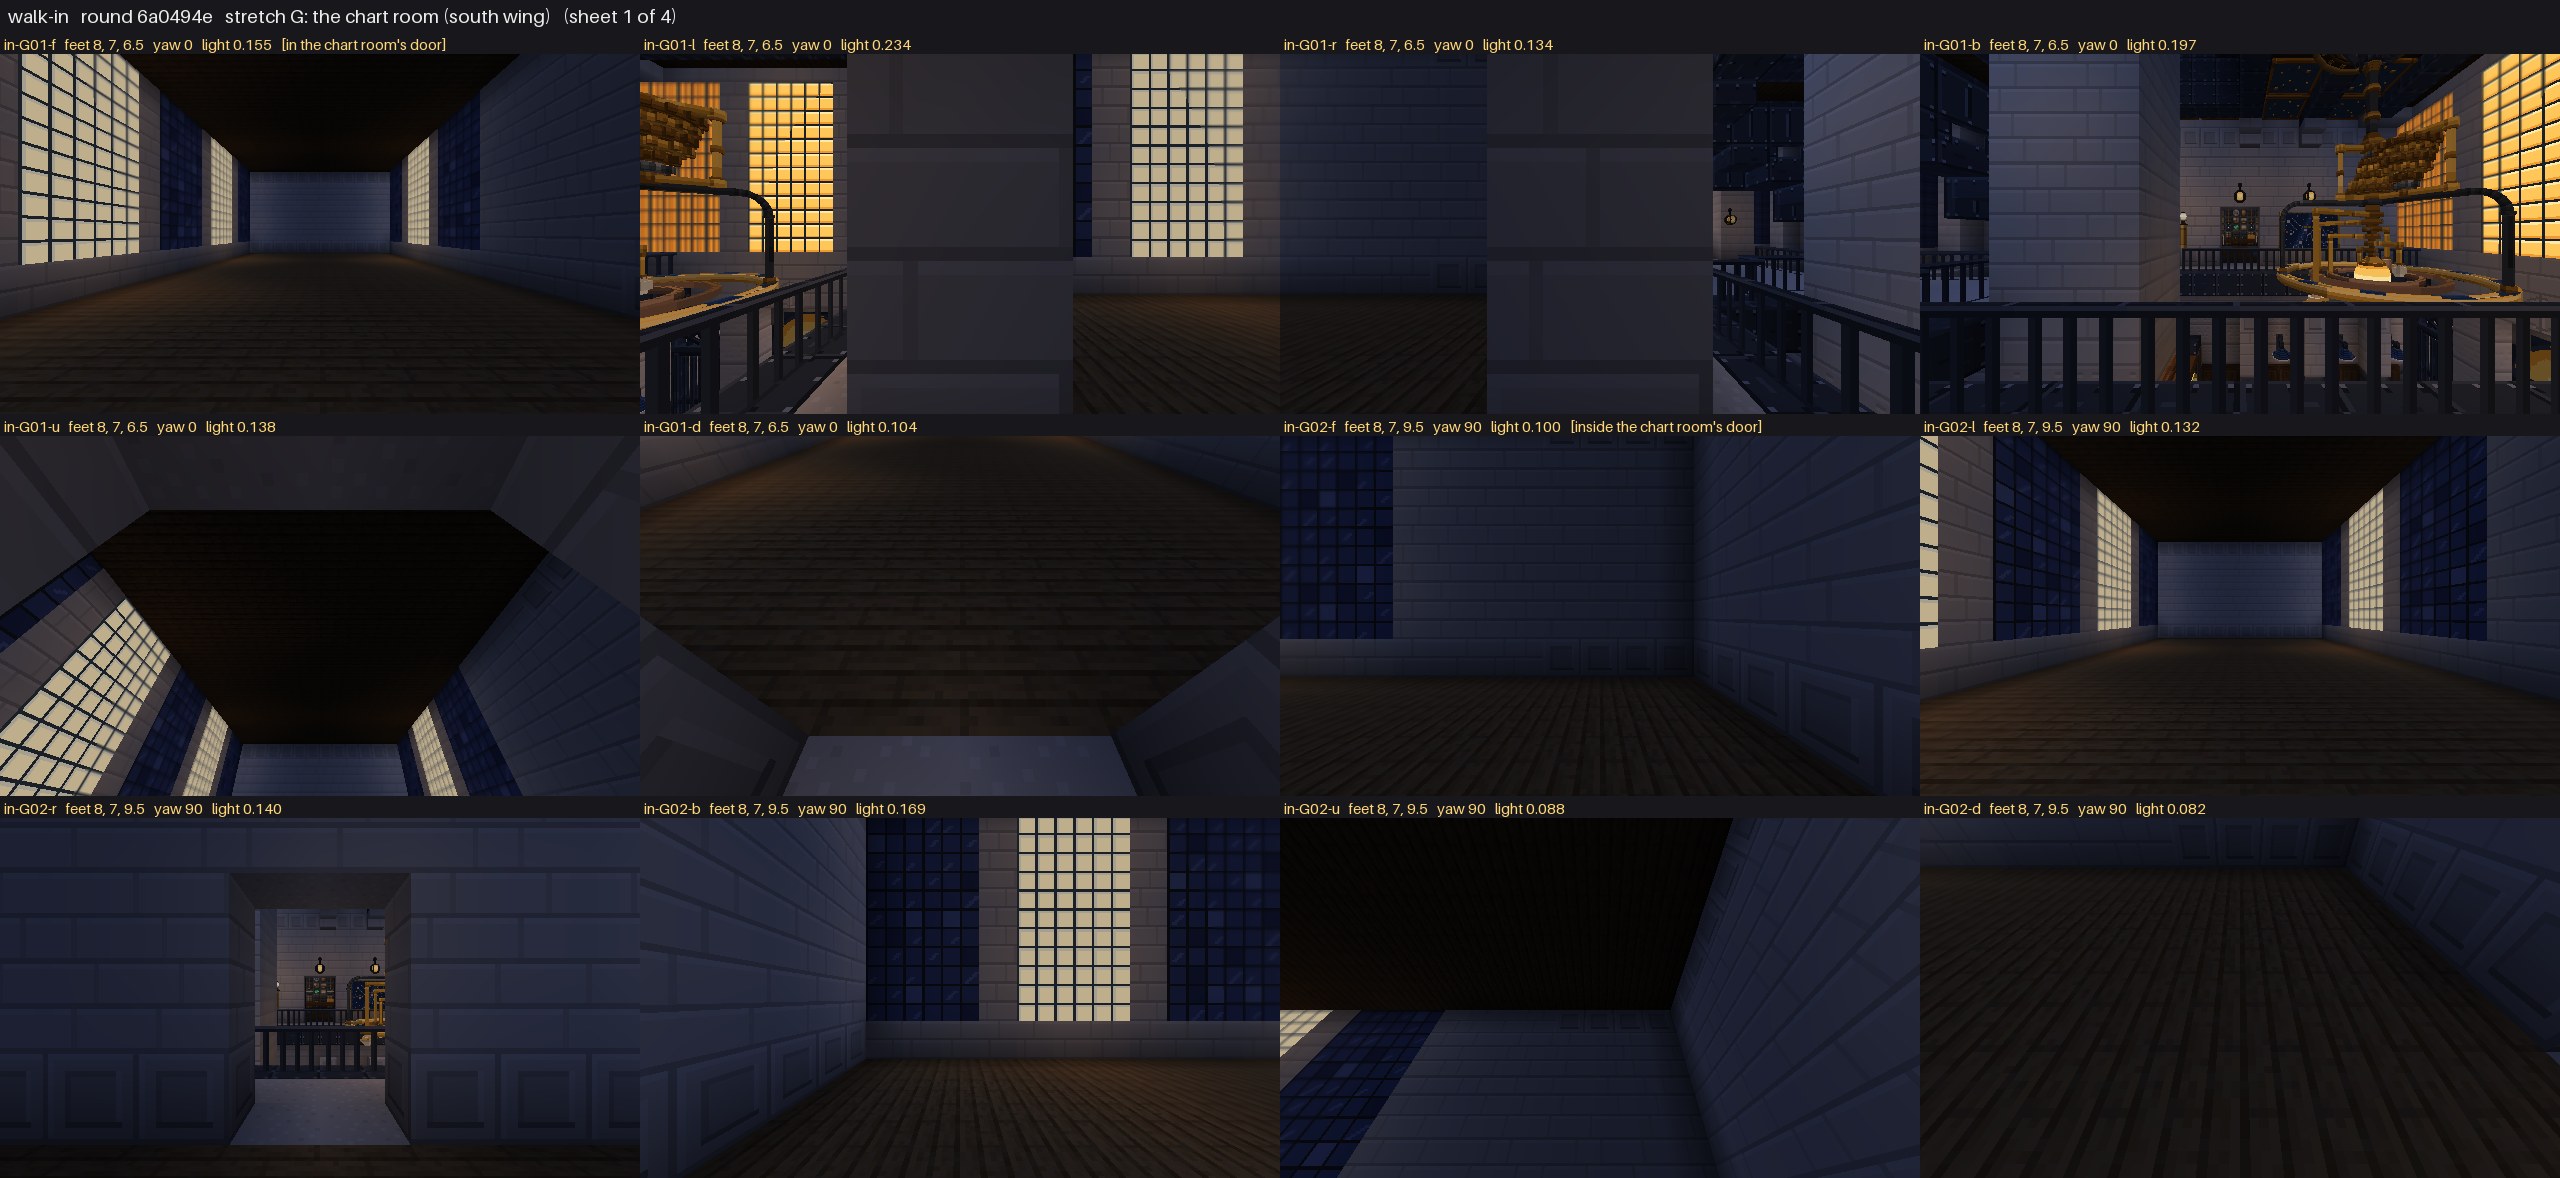 walk-in   round 6a0494e   stretch G: the chart room (south wing)   (sheet 1 of 4)
in-G01-f  feet 8, 7, 6.5  yaw 0  light 0.155  [in the chart room's door]
in-G01-l  feet 8, 7, 6.5  yaw 0  light 0.234
in-G01-r  feet 8, 7, 6.5  yaw 0  light 0.134
in-G01-b  feet 8, 7, 6.5  yaw 0  light 0.197
in-G01-u  feet 8, 7, 6.5  yaw 0  light 0.138
in-G01-d  feet 8, 7, 6.5  yaw 0  light 0.104
in-G02-f  feet 8, 7, 9.5  yaw 90  light 0.100  [inside the chart room's door]
in-G02-l  feet 8, 7, 9.5  yaw 90  light 0.132
in-G02-r  feet 8, 7, 9.5  yaw 90  light 0.140
in-G02-b  feet 8, 7, 9.5  yaw 90  light 0.169
in-G02-u  feet 8, 7, 9.5  yaw 90  light 0.088
in-G02-d  feet 8, 7, 9.5  yaw 90  light 0.082